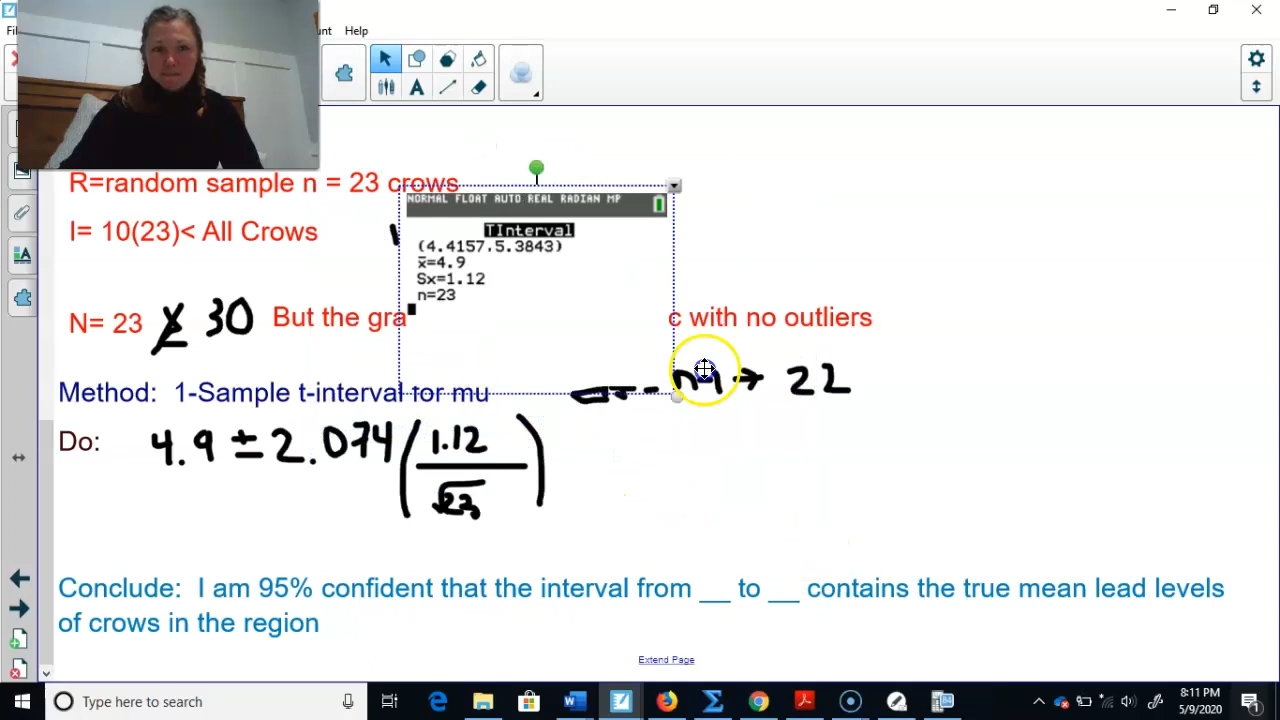 Help
R=random sample n = 23 crows
NORMAL FLOAT AUTO REAL RADIAN MP
I= 10(23)< All Crows
TInterval
(4.4157,5.3843)
x̄=4.9
Sx=1.12
n=23
N= 23 ≱ 30 But the gra c with no outliers
Method: 1-Sample t-interval for mu
→ 22
Do: 4.9 ± 2.074 (1.12/√23)
Conclude: I am 95% confident that the interval from __ to __ contains the true mean lead levels
of crows in the region
Extend Page
Type here to search
8:11 PM
5/9/2020